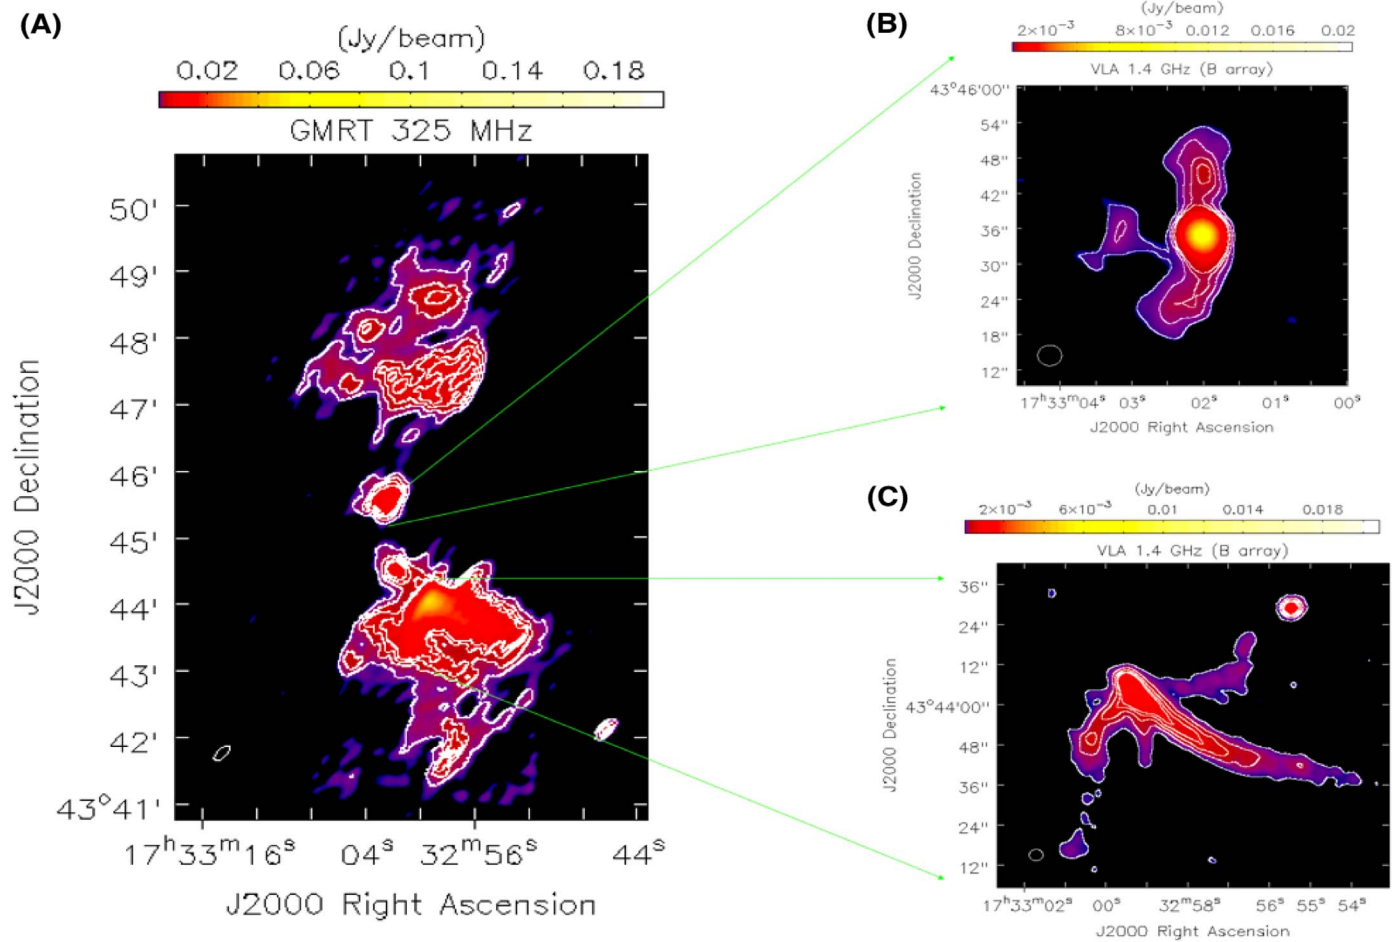 (A)
(Jy/beam)
0.02 0.06 0.1 0.14 0.18
GMRT 325 MHz
50'
49'
48'
47'
46'
45'
44'
43'
42'
43°41'
J2000 Declination
17ʰ33ᵐ16ˢ 04ˢ 32ᵐ56ˢ 44ˢ
J2000 Right Ascension
(B)
(Jy/beam)
2×10⁻³ 8×10⁻³ 0.012 0.016 0.02
VLA 1.4 GHz (B array)
43°46'00"
54"
48"
42"
36"
30"
24"
18"
12"
J2000 Declination
17ʰ33ᵐ04ˢ 03ˢ 02ˢ 01ˢ 00ˢ
J2000 Right Ascension
(C)
(Jy/beam)
2×10⁻³ 6×10⁻³ 0.01 0.014 0.018
VLA 1.4 GHz (B array)
36"
24"
12"
43°44'00"
48"
36"
24"
12"
J2000 Declination
17ʰ33ᵐ02ˢ 00ˢ 32ᵐ58ˢ 56ˢ 55ˢ 54ˢ
J2000 Right Ascension